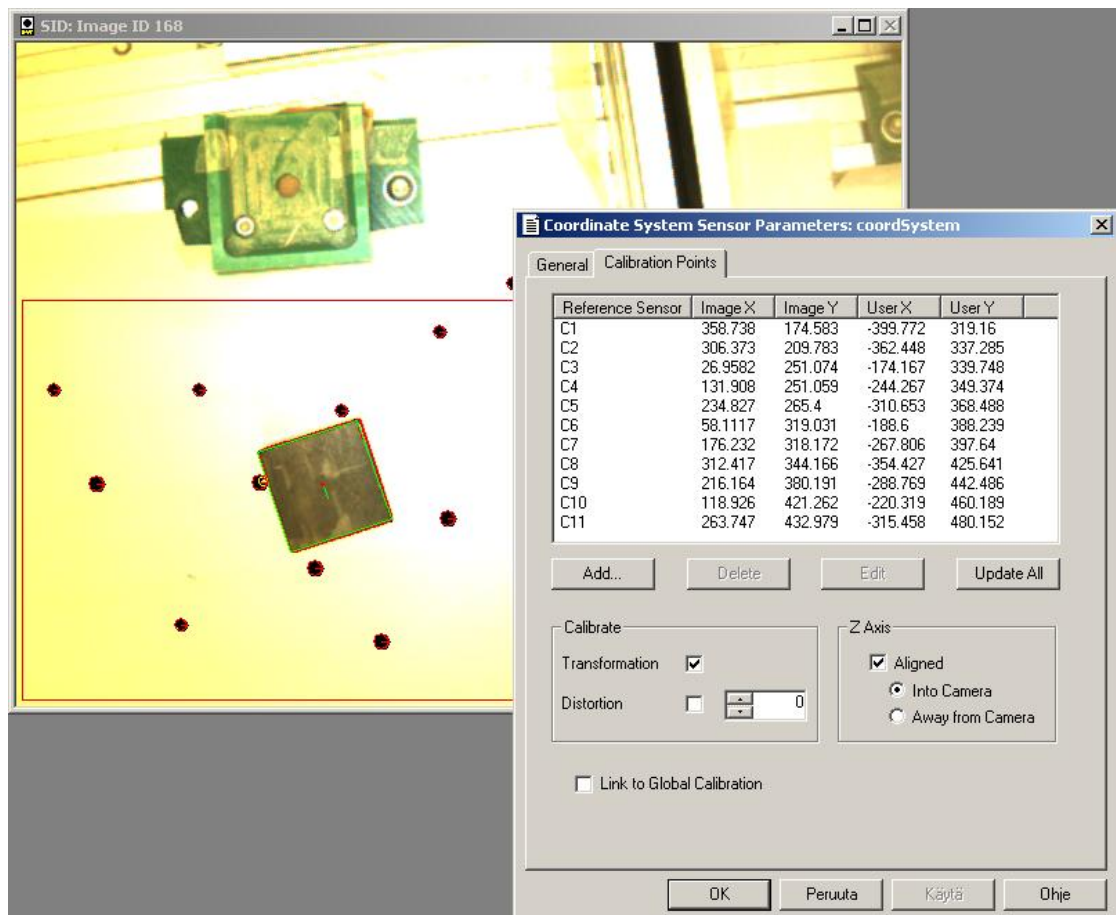 SID: Image ID 168
Coordinate System Sensor Parameters: coordSystem
General Calibration Points
Reference Sensor Image X Image Y User X User Y
C1 358.738 174.583 -399.772 319.16
C2 306.373 209.783 -362.448 337.285
C3 26.9582 251.074 -174.167 339.748
C4 131.908 251.059 -244.267 349.374
C5 234.827 265.4 -310.653 368.488
C6 58.1117 319.031 -188.6 388.239
C7 176.232 318.172 -267.806 397.64
C8 312.417 344.166 -354.427 425.641
C9 216.164 380.191 -288.769 442.486
C10 118.926 421.262 -220.319 460.189
C11 263.747 432.979 -315.458 480.152
Add... Delete Edit Update All
Calibrate Z Axis
Transformation Aligned
Into Camera
Distortion 0
Away from Camera
Link to Global Calibration
OK Peruuta Käytä Ohje